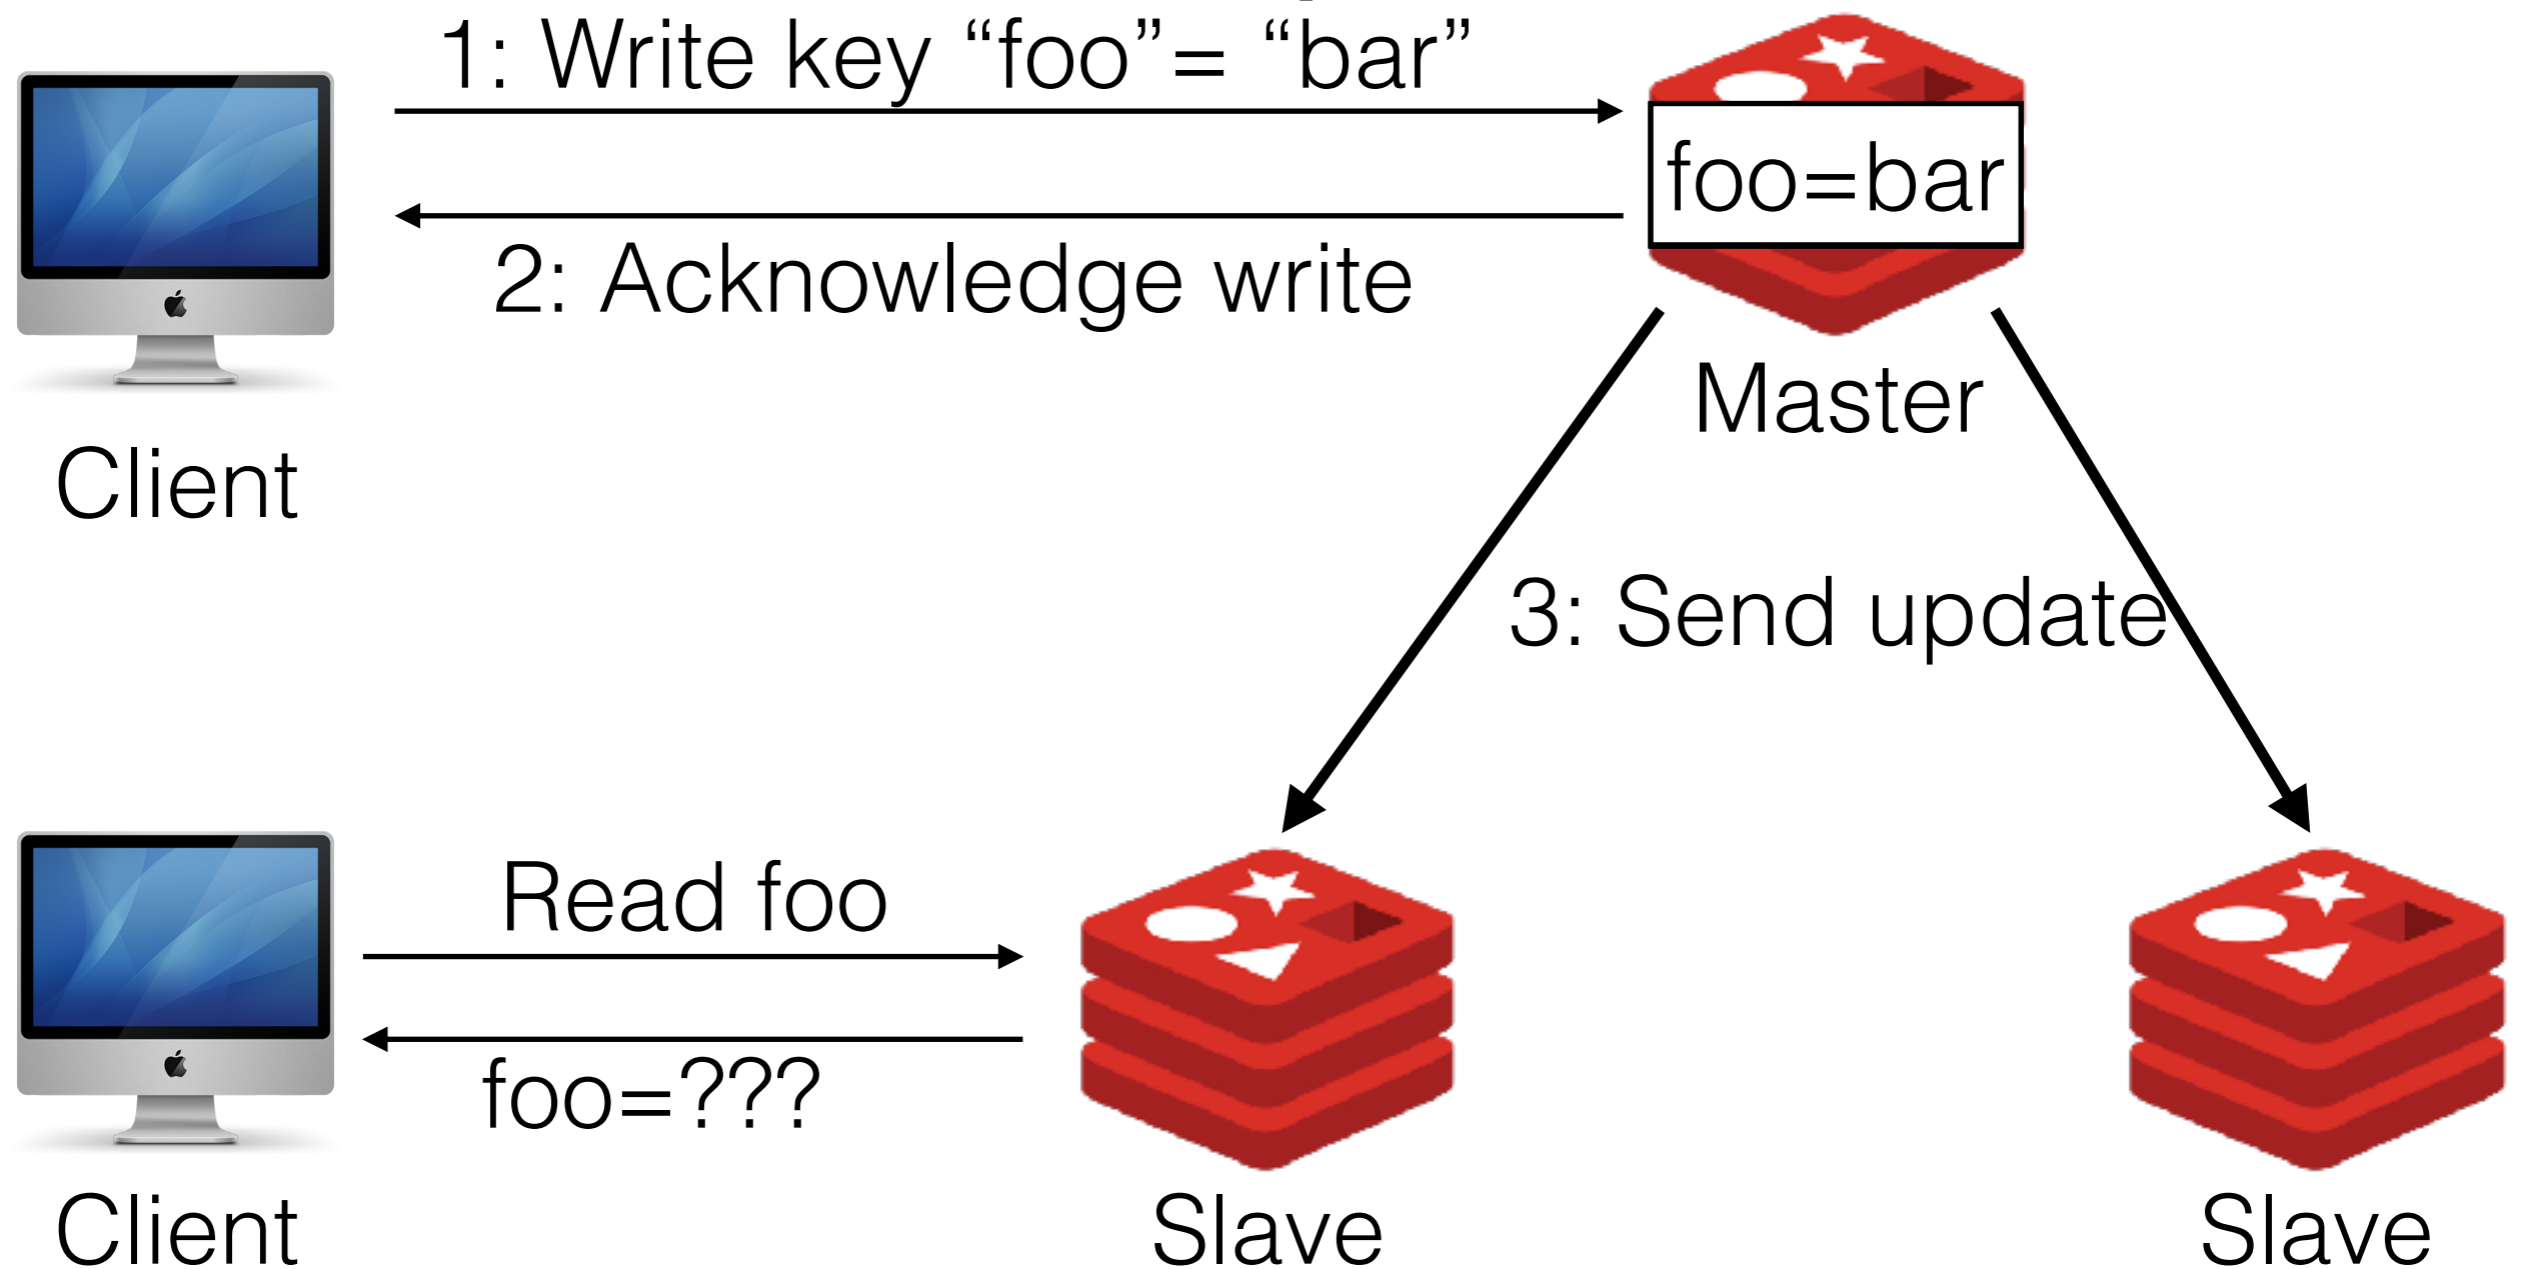 1: Write key “foo”= “bar”
foo=bar
2: Acknowledge write
Master
Client
3: Send update
Read foo
foo=???
Client
Slave
Slave